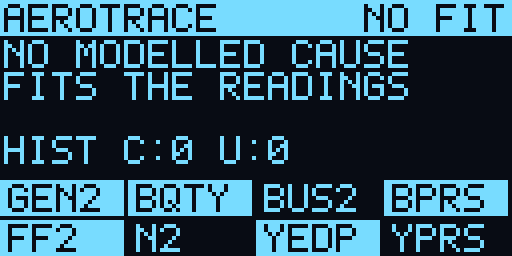 AEROTRACE NO FIT
NO MODELLED CAUSE
FITS THE READINGS
HIST C:0 U:0
GEN2 BQTY BUS2 BPRS
FF2 N2 YEDP YPRS